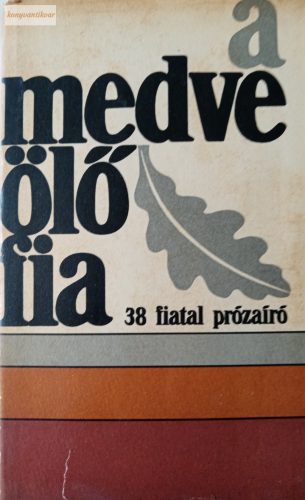 konyvantikvar
a
medve
ölő
fia
38 fiatal prózaíró